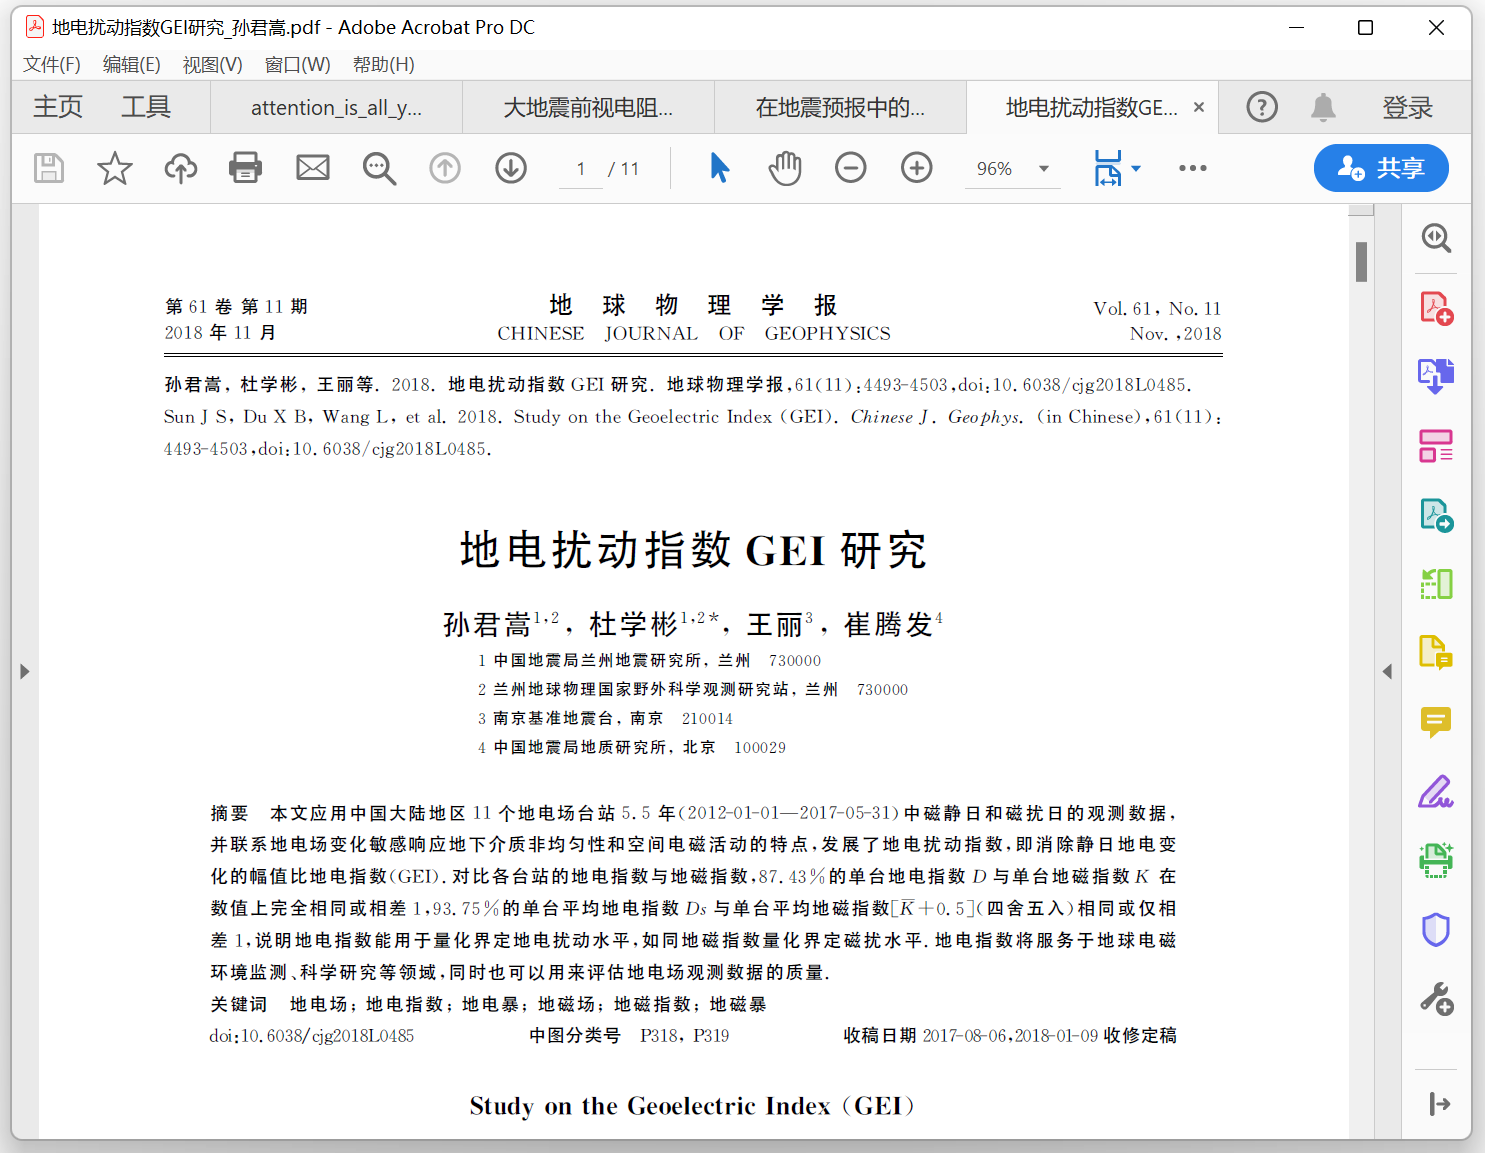 地电扰动指数GEI研究_孙君嵩.pdf - Adobe Acrobat Pro DC
文件(F) 编辑(E) 视图(V) 窗口(W) 帮助(H)
主页 工具 attention_is_all_y... 大地震前视电阻... 在地震预报中的... 地电扰动指数GE... × 登录
1 / 11 96% 共享
第 61 卷 第 11 期 地 球 物 理 学 报 Vol. 61, No. 11
2018 年 11 月 CHINESE JOURNAL OF GEOPHYSICS Nov. ,2018
孙君嵩, 杜学彬, 王丽等. 2018. 地电扰动指数 GEI 研究. 地球物理学报,61(11):4493-4503,doi:10. 6038/cjg2018L0485.
Sun J S, Du X B, Wang L, et al. 2018. Study on the Geoelectric Index (GEI). Chinese J. Geophys. (in Chinese),61(11):
4493-4503,doi:10. 6038/cjg2018L0485.
地电扰动指数 GEI 研究
孙君嵩1,2, 杜学彬1,2*, 王丽3, 崔腾发4
1 中国地震局兰州地震研究所, 兰州 730000
2 兰州地球物理国家野外科学观测研究站, 兰州 730000
3 南京基准地震台, 南京 210014
4 中国地震局地质研究所, 北京 100029
摘要 本文应用中国大陆地区 11 个地电场台站 5. 5 年(2012-01-01—2017-05-31)中磁静日和磁扰日的观测数据,
并联系地电场变化敏感响应地下介质非均匀性和空间电磁活动的特点,发展了地电扰动指数,即消除静日地电变
化的幅值比地电指数(GEI). 对比各台站的地电指数与地磁指数,87. 43%的单台地电指数 D 与单台地磁指数 K 在
数值上完全相同或相差 1,93. 75%的单台平均地电指数 Ds 与单台平均地磁指数[K̅+0. 5](四舍五入)相同或仅相
差 1,说明地电指数能用于量化界定地电扰动水平,如同地磁指数量化界定磁扰水平. 地电指数将服务于地球电磁
环境监测、科学研究等领域,同时也可以用来评估地电场观测数据的质量.
关键词 地电场; 地电指数; 地电暴; 地磁场; 地磁指数; 地磁暴
doi:10. 6038/cjg2018L0485 中图分类号 P318, P319 收稿日期 2017-08-06,2018-01-09 收修定稿
Study on the Geoelectric Index (GEI)